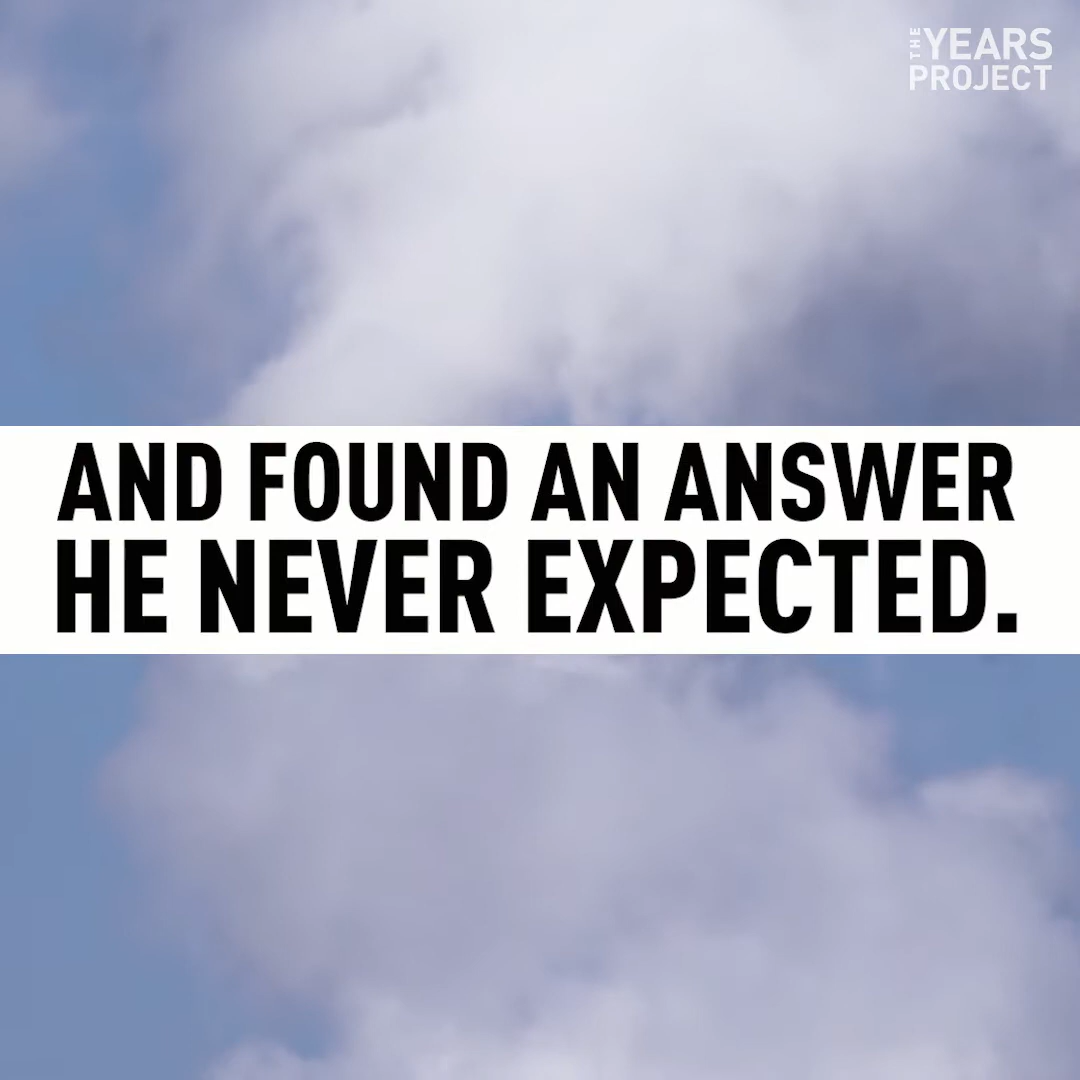 THE YEARS
PROJECT
AND FOUND AN ANSWER
HE NEVER EXPECTED.